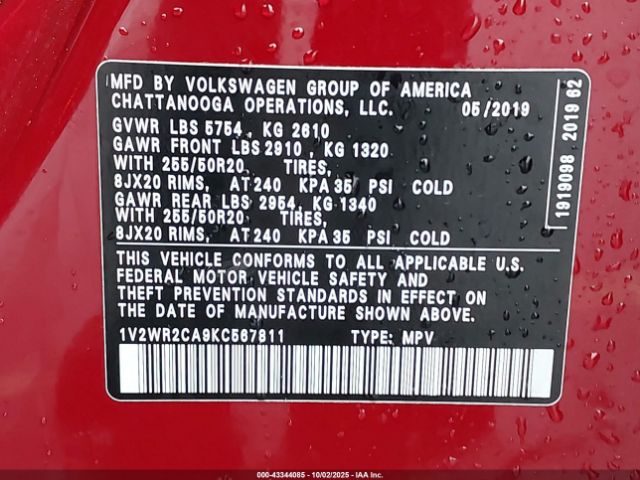 MFD BY VOLKSWAGEN GROUP OF AMERICA
CHATTANOOGA OPERATIONS, LLC. 05/2019
GVWR LBS 5754, KG 2610
GAWR FRONT LBS 2910, KG 1320
WITH 255/50R20 TIRES,
8JX20 RIMS, AT 240 KPA 35/ PSI COLD
GAWR REAR LBS 2954, KG 1340
WITH 255/50R20 TIRES,
8JX20 RIMS, AT 240 KPA 35 PSI COLD
THIS VEHICLE CONFORMS TO ALL APPLICABLE U.S.
FEDERAL MOTOR VEHICLE SAFETY AND
THEFT PREVENTION STANDARDS IN EFFECT ON
THE DATE OF MANUFACTURE SHOWN ABOVE.
1V2WR2CA9KC567811 TYPE: MPV
1919098 2019 62
000-43344085 - 10/02/2025 - IAA Inc.